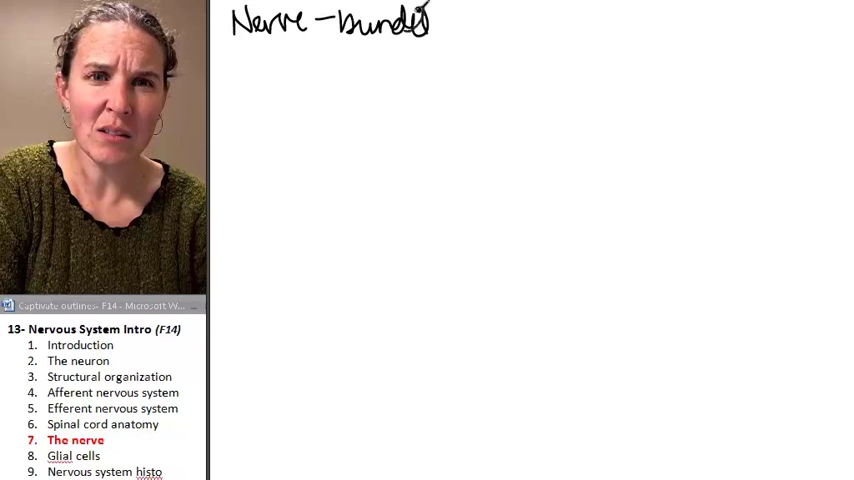 Nerve - bundel
Captivate outlines- F14 - Microsoft W...
13- Nervous System Intro (F14)
1. Introduction
2. The neuron
3. Structural organization
4. Afferent nervous system
5. Efferent nervous system
6. Spinal cord anatomy
7. The nerve
8. Glial cells
9. Nervous system histo